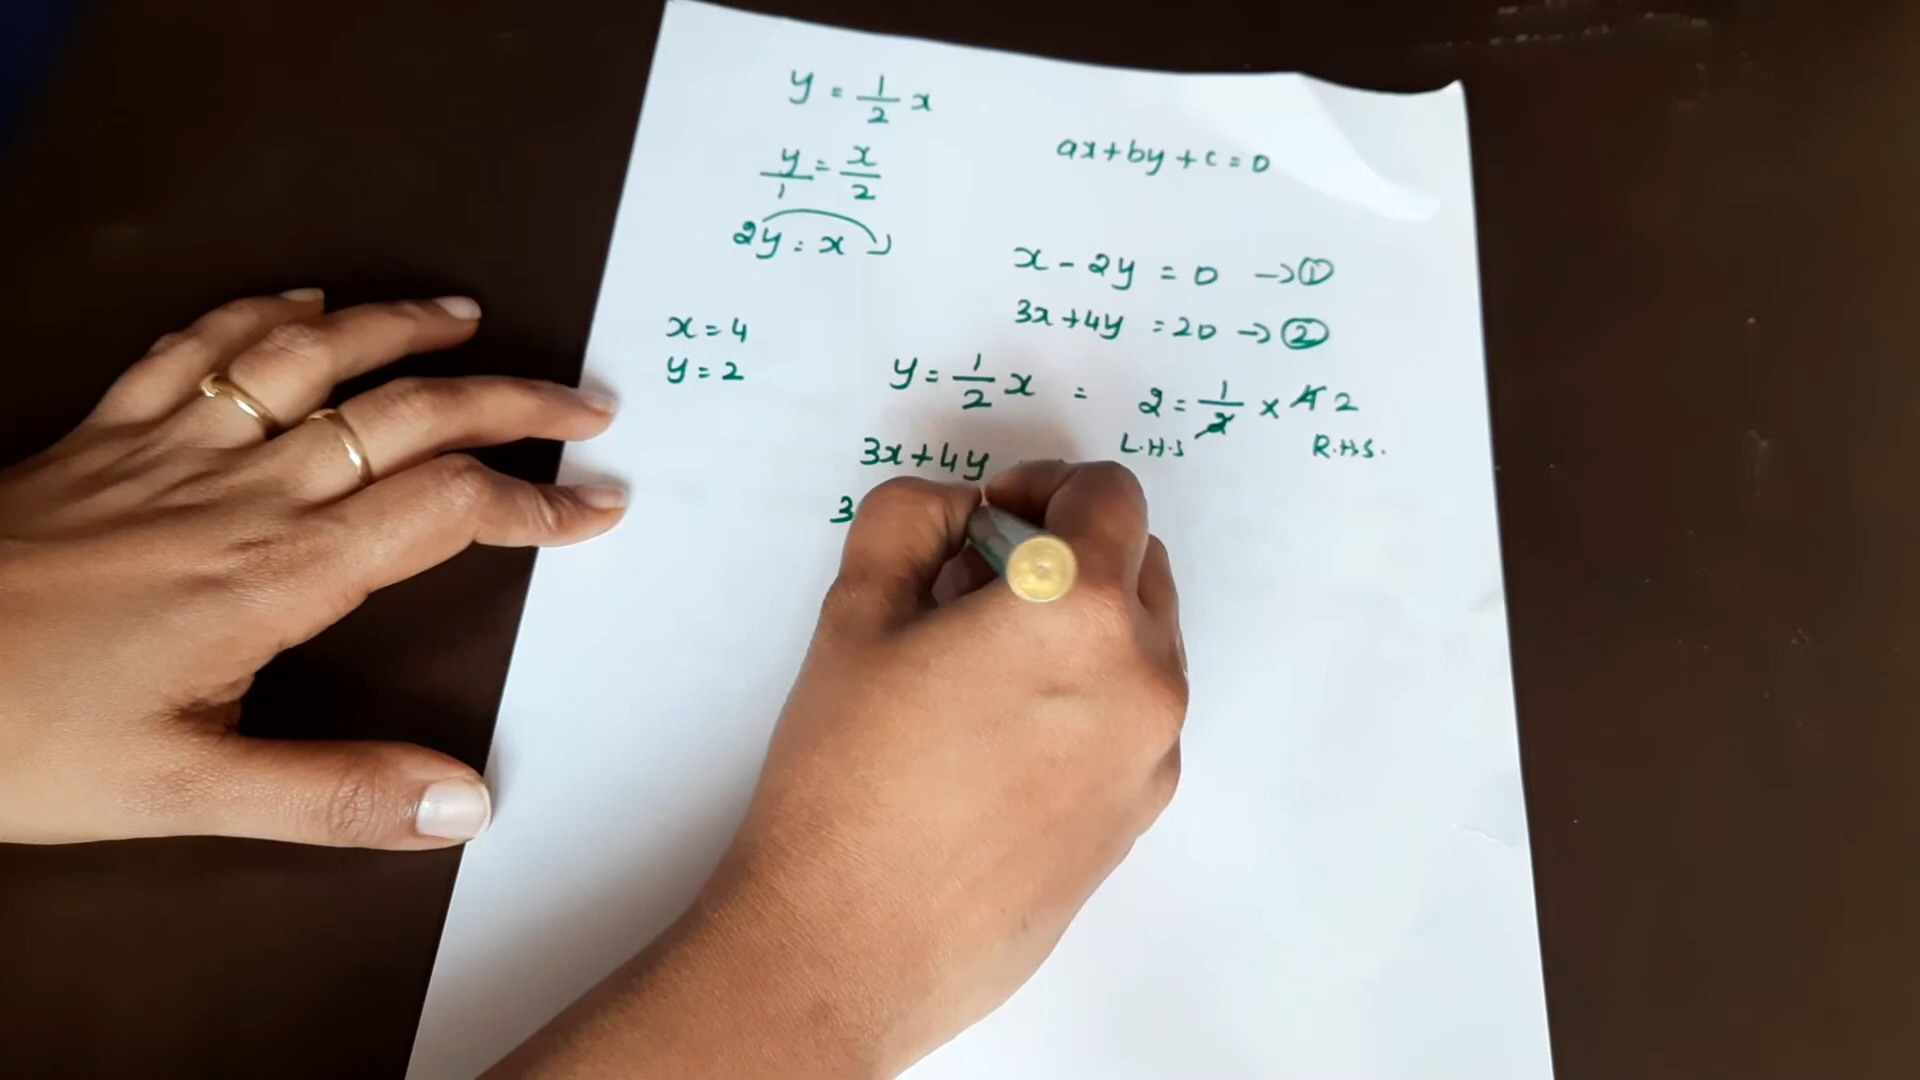 y = 1/2 x
ax+by+c=0
y/1 = x/2
2y = x
x - 2y = 0 → ①
3x+4y = 20 → ②
x = 4
y = 2
y = 1/2 x = 2 = 1/2 × 4 2
L.H.S R.H.S.
3x+4y
3